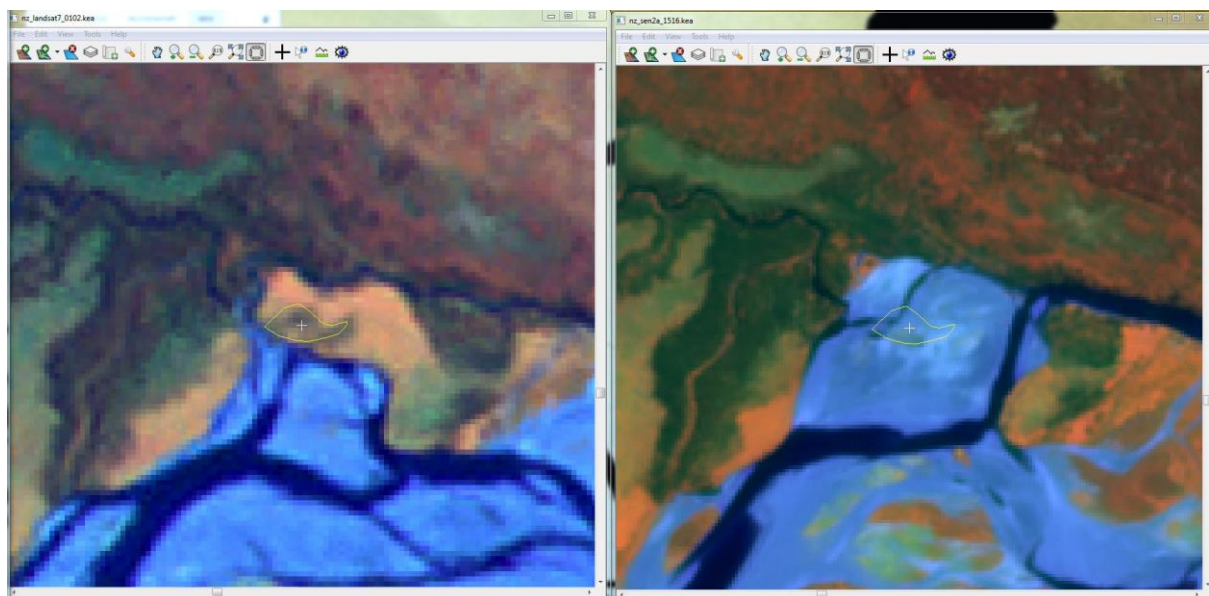 nz_landsat7_0102.kea
File Edit View Tools Help
nz_sen2a_1516.kea
File Edit View Tools Help